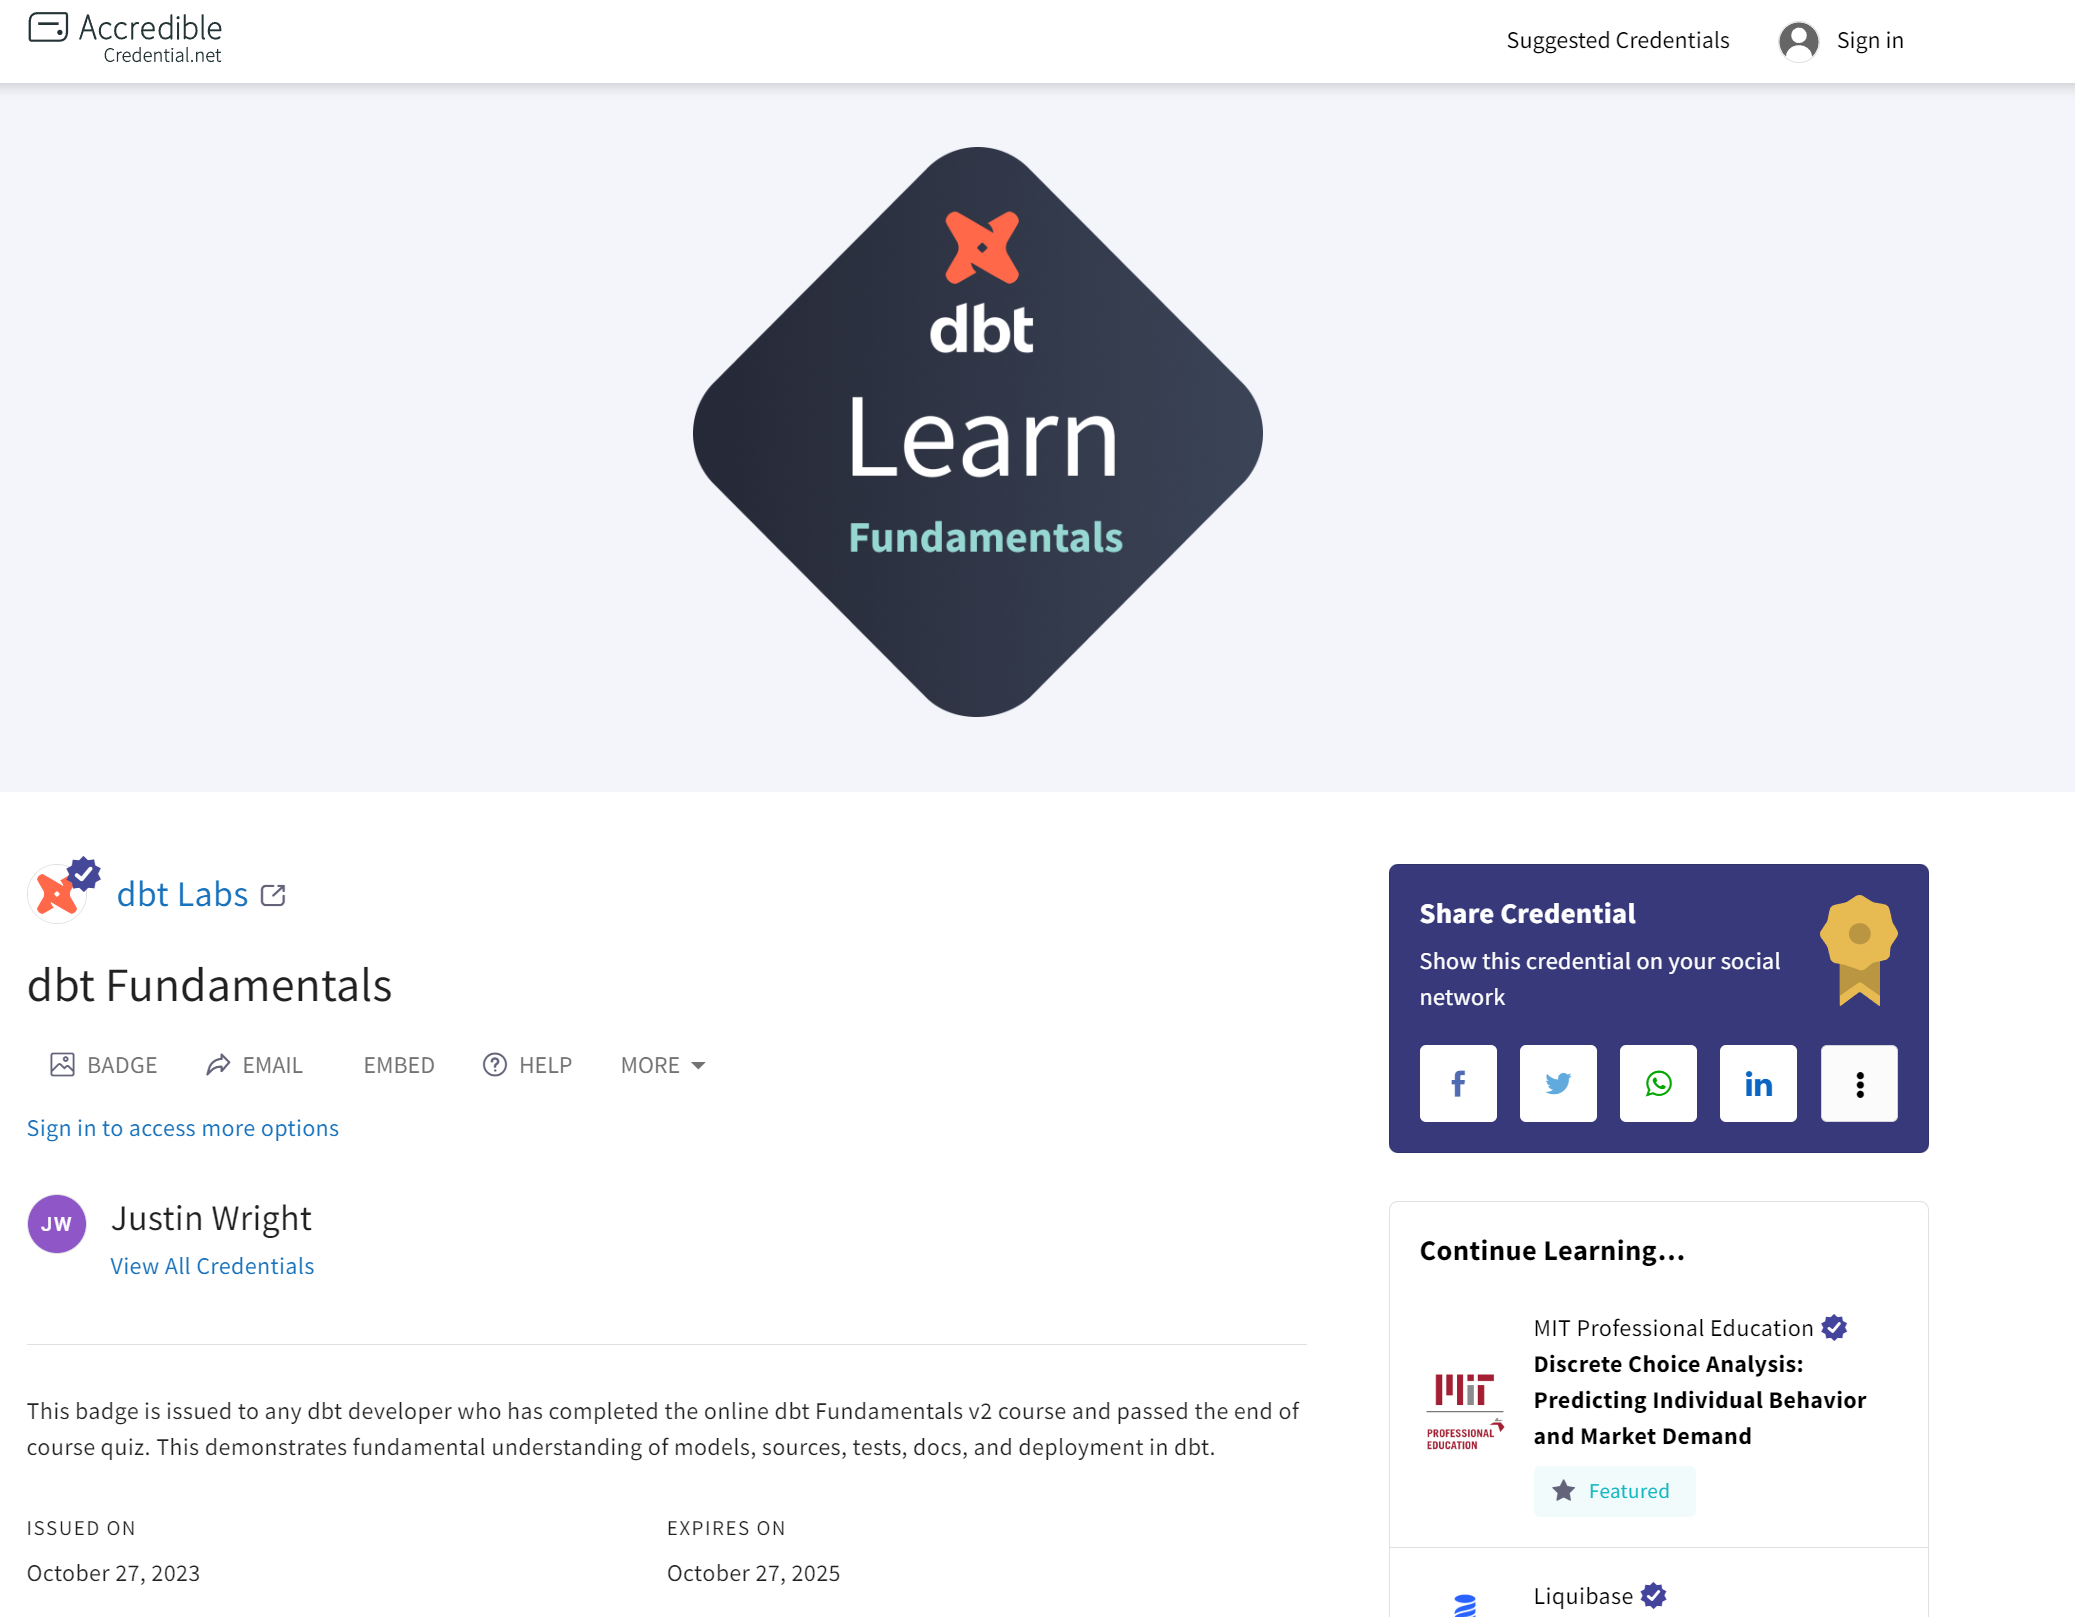 Accredible
Credential.net
Suggested Credentials
Sign in
dbt
Learn
Fundamentals
dbt Labs
dbt Fundamentals
BADGE
EMAIL
EMBED
HELP
MORE
Sign in to access more options
JW
Justin Wright
View All Credentials
This badge is issued to any dbt developer who has completed the online dbt Fundamentals v2 course and passed the end of
course quiz. This demonstrates fundamental understanding of models, sources, tests, docs, and deployment in dbt.
ISSUED ON
October 27, 2023
EXPIRES ON
October 27, 2025
Share Credential
Show this credential on your social
network
f
in
Continue Learning...
MIT
PROFESSIONAL
EDUCATION
MIT Professional Education
Discrete Choice Analysis:
Predicting Individual Behavior
and Market Demand
Featured
Liquibase